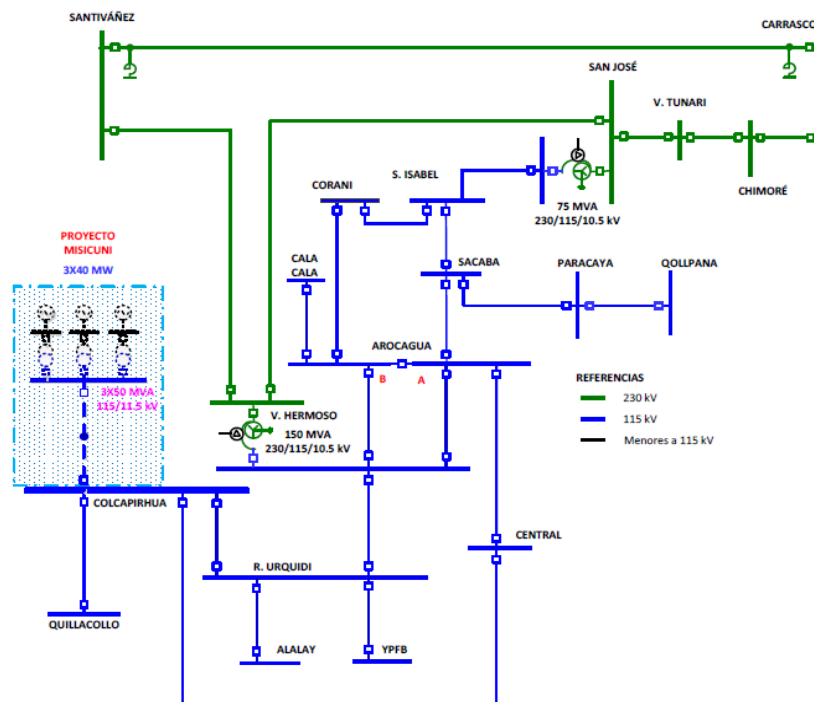 SANTIVÁÑEZ
CARRASCO
SAN JOSÉ
V. TUNARI
CHIMORÉ
75 MVA
230/115/10.5 kV
S. ISABEL
CORANI
PROYECTO
MISICUNI
3X40 MW
CALA
CALA
SACABA
PARACAYA
QOLLPANA
AROCAGUA
B
A
REFERENCIAS
230 kV
115 kV
Menores a 115 kV
3X50 MVA
115/11.5 kV
V. HERMOSO
150 MVA
230/115/10.5 kV
COLCAPIRHUA
CENTRAL
R. URQUIDI
QUILLACOLLO
ALALAY
YPFB